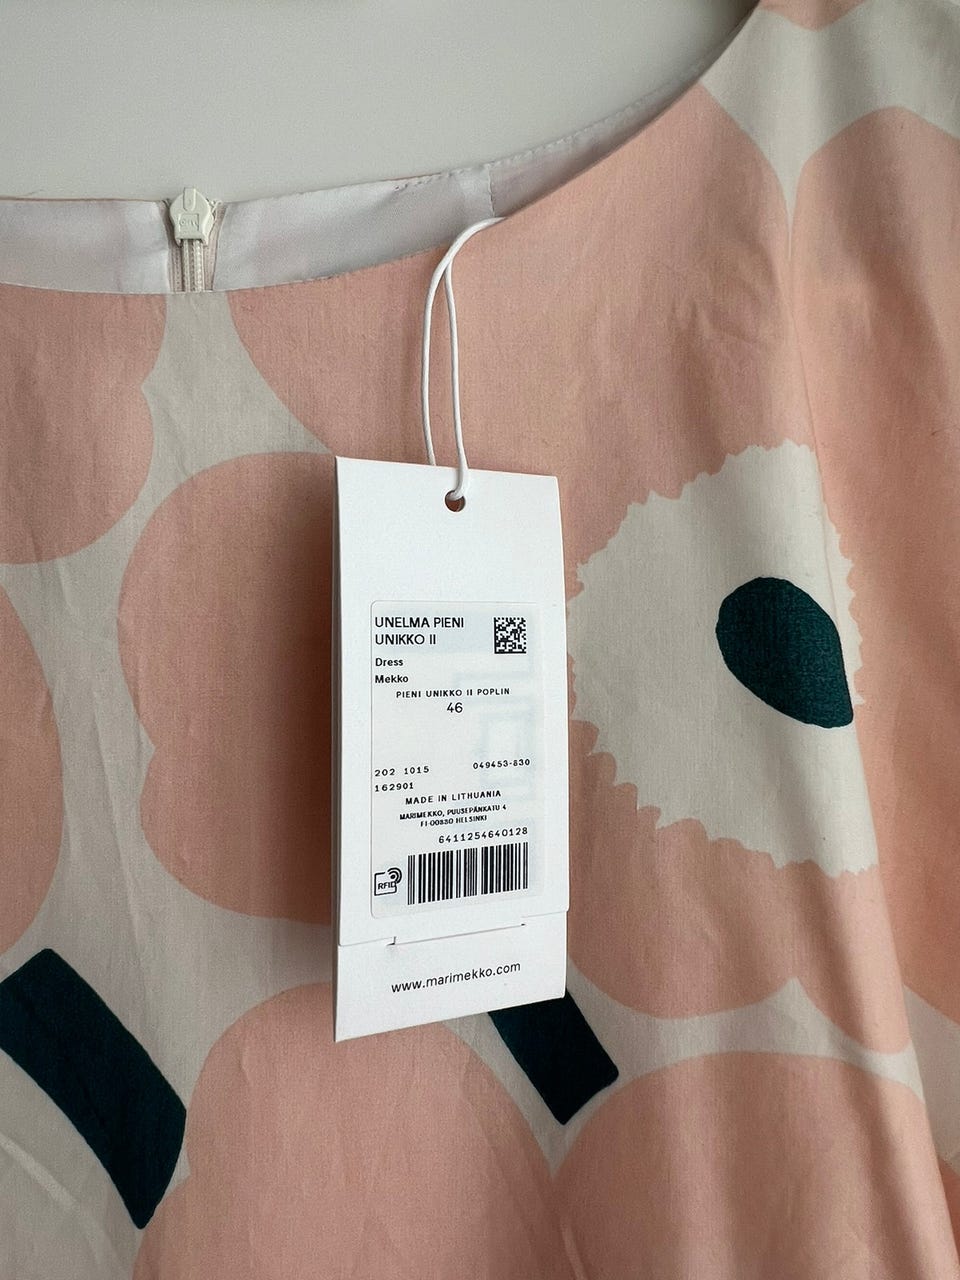 UNELMA PIENI
UNIKKO II
Dress
Mekko
PIENI UNIKKO II POPLIN
46
202 1015 049453-830
162901
MADE IN LITHUANIA
MARIMEKKO, PUUSEPÄNKATU 4
FI-00880 HELSINKI
6411254640128
RFID
www.marimekko.com